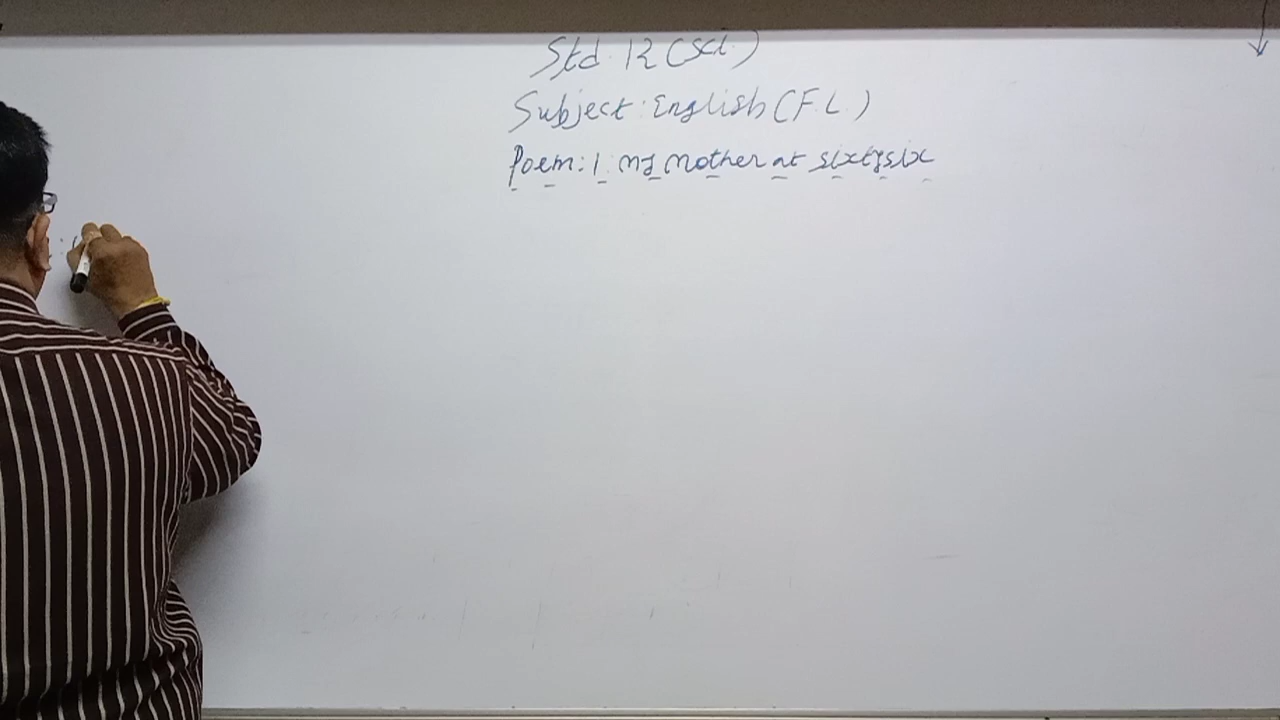 Std. 12 (Sci.)
Subject: English (F.L.)
Poem: 1. My Mother at sixty six